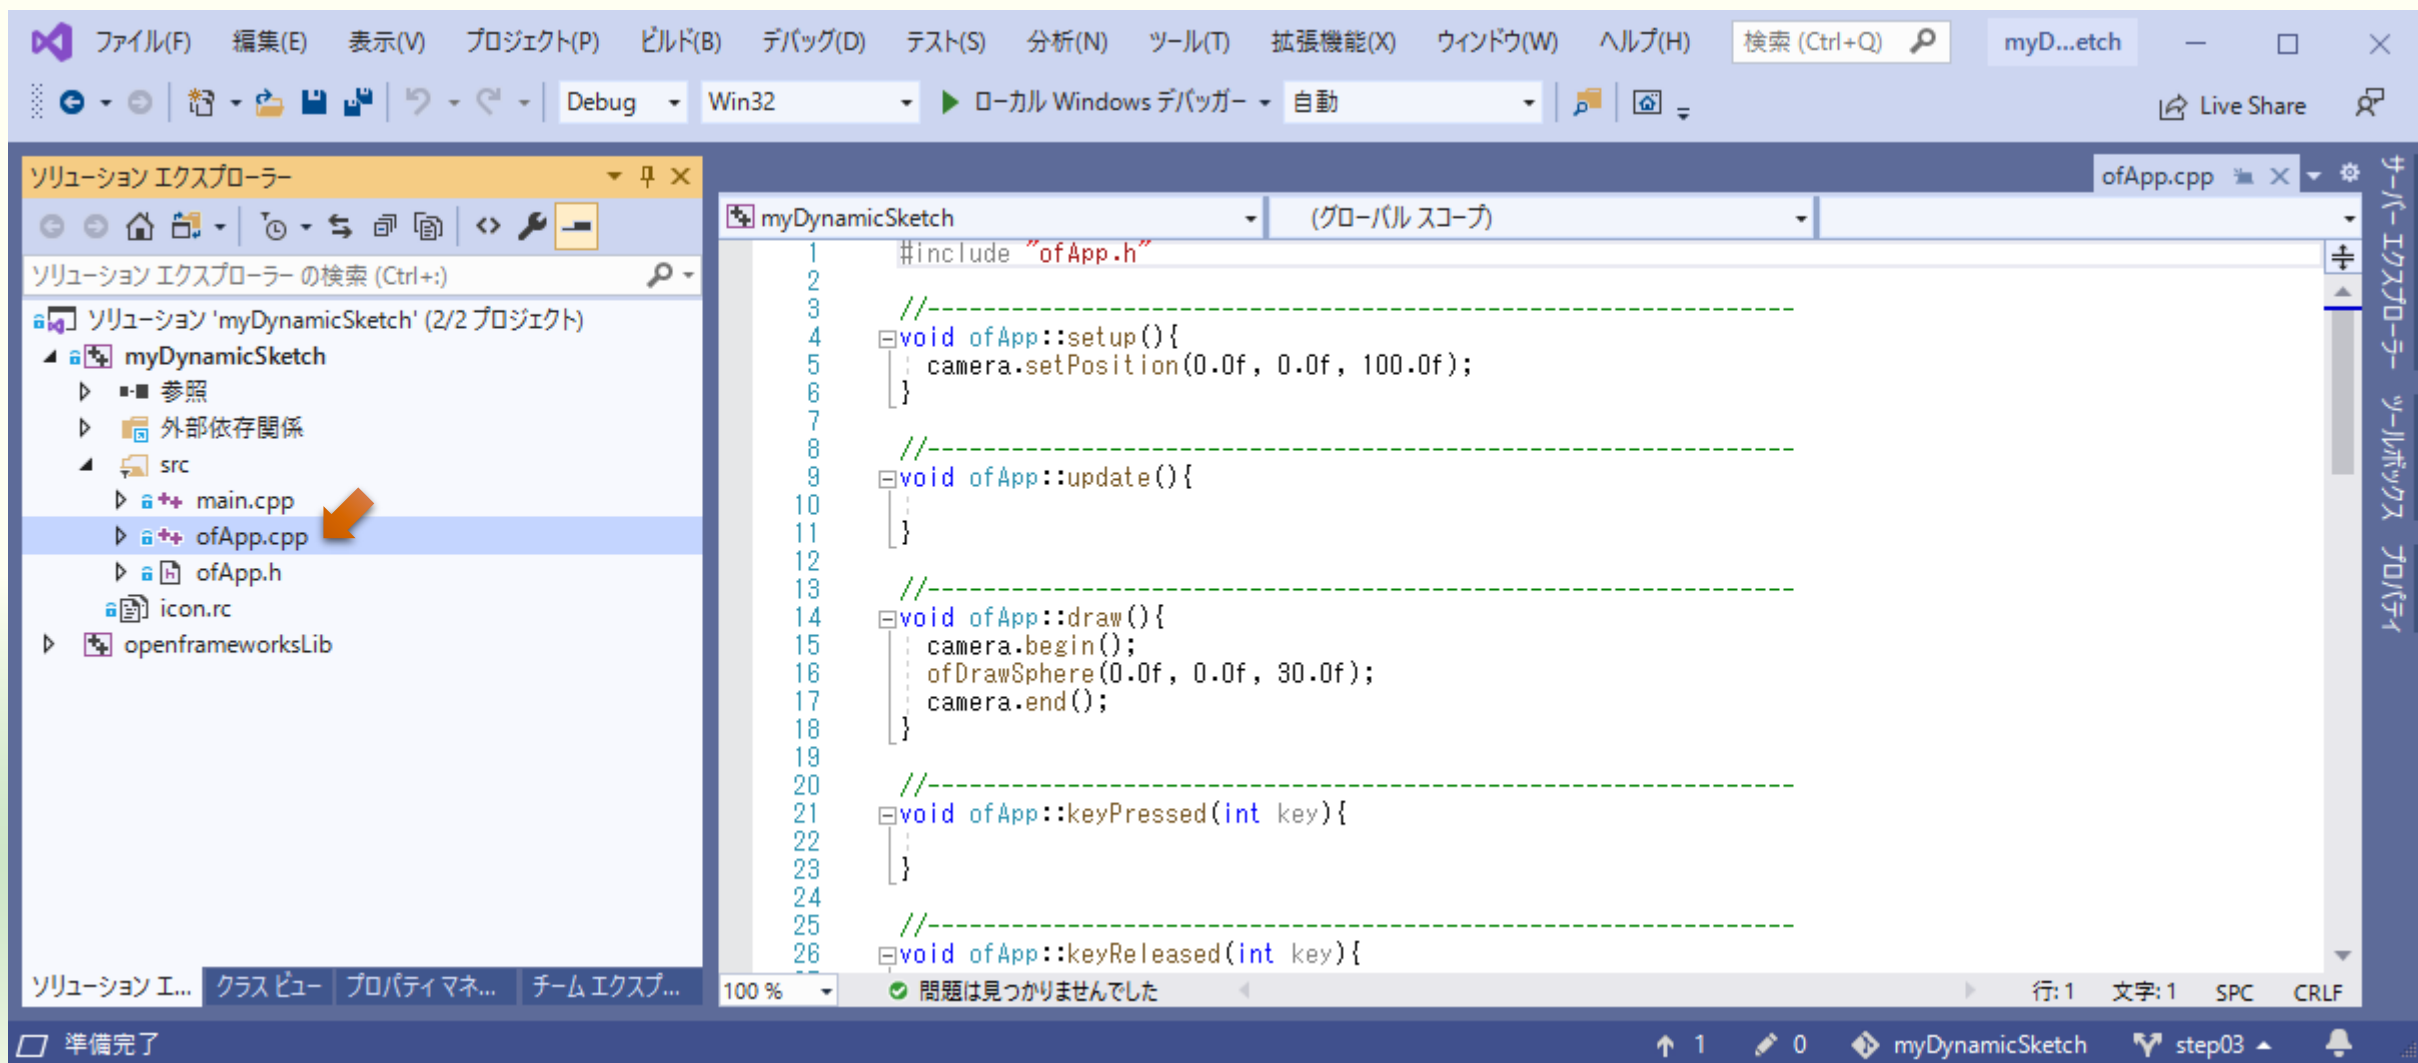 ファイル(F) 編集(E) 表示(V) プロジェクト(P) ビルド(B) デバッグ(D) テスト(S) 分析(N) ツール(T) 拡張機能(X) ウィンドウ(W) ヘルプ(H) 検索 (Ctrl+Q) myD...etch
Debug Win32 ローカル Windows デバッガー 自動 Live Share
ソリューション エクスプローラー
ソリューション エクスプローラー の検索 (Ctrl+:)
ソリューション 'myDynamicSketch' (2/2 プロジェクト)
myDynamicSketch
参照
外部依存関係
src
main.cpp
ofApp.cpp
ofApp.h
icon.rc
openframeworksLib
ソリューション エ... クラス ビュー プロパティ マネ... チーム エクスプ...
ofApp.cpp
myDynamicSketch (グローバル スコープ)
1 #include "ofApp.h"
2
3 //--------------------------------------------------------------
4 void ofApp::setup(){
5 camera.setPosition(0.0f, 0.0f, 100.0f);
6 }
7
8 //--------------------------------------------------------------
9 void ofApp::update(){
10
11 }
12
13 //--------------------------------------------------------------
14 void ofApp::draw(){
15 camera.begin();
16 ofDrawSphere(0.0f, 0.0f, 30.0f);
17 camera.end();
18 }
19
20 //--------------------------------------------------------------
21 void ofApp::keyPressed(int key){
22
23 }
24
25 //--------------------------------------------------------------
26 void ofApp::keyReleased(int key){
100 % 問題は見つかりませんでした 行: 1 文字: 1 SPC CRLF
サーバー エクスプローラー
ツールボックス
プロパティ
準備完了 1 0 myDynamicSketch step03